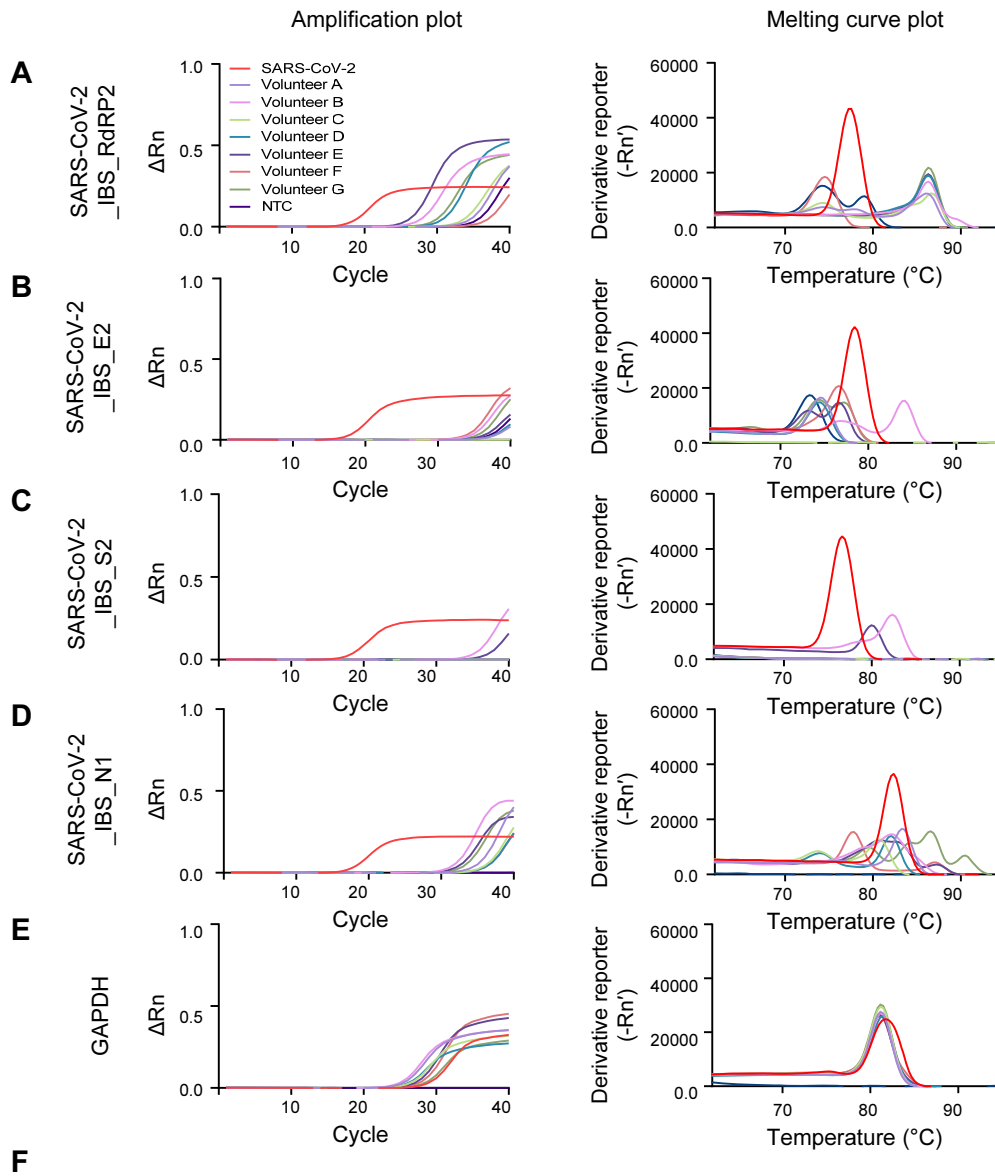 Amplification plot
Melting curve plot
A
SARS-CoV-2
_IBS_RdRP2
ΔRn
1.0
0.5
0.0
10
20
30
40
Cycle
SARS-CoV-2
Volunteer A
Volunteer B
Volunteer C
Volunteer D
Volunteer E
Volunteer F
Volunteer G
NTC
Derivative reporter
(-Rn′)
60000
40000
20000
0.0
70
80
90
Temperature (°C)
B
SARS-CoV-2
_IBS_E2
ΔRn
1.0
0.5
0.0
10
20
30
40
Cycle
Derivative reporter
(-Rn′)
60000
40000
20000
0.0
70
80
90
Temperature (°C)
C
SARS-CoV-2
_IBS_S2
ΔRn
1.0
0.5
0.0
10
20
30
40
Cycle
Derivative reporter
(-Rn′)
60000
40000
20000
0.0
70
80
90
Temperature (°C)
D
SARS-CoV-2
_IBS_N1
ΔRn
1.0
0.5
0.0
10
20
30
40
Cycle
Derivative reporter
(-Rn′)
60000
40000
20000
0.0
70
80
90
Temperature (°C)
E
GAPDH
ΔRn
1.0
0.5
0.0
10
20
30
40
Cycle
Derivative reporter
(-Rn′)
60000
40000
20000
0.0
70
80
90
Temperature (°C)
F